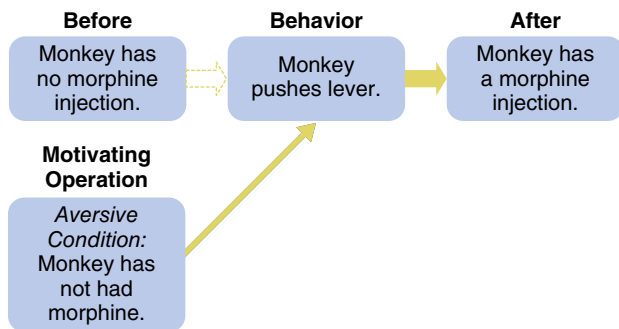 Before
Monkey has
no morphine
injection.
Behavior
Monkey
pushes lever.
After
Monkey has
a morphine
injection.
Motivating
Operation
Aversive
Condition:
Monkey has
not had
morphine.